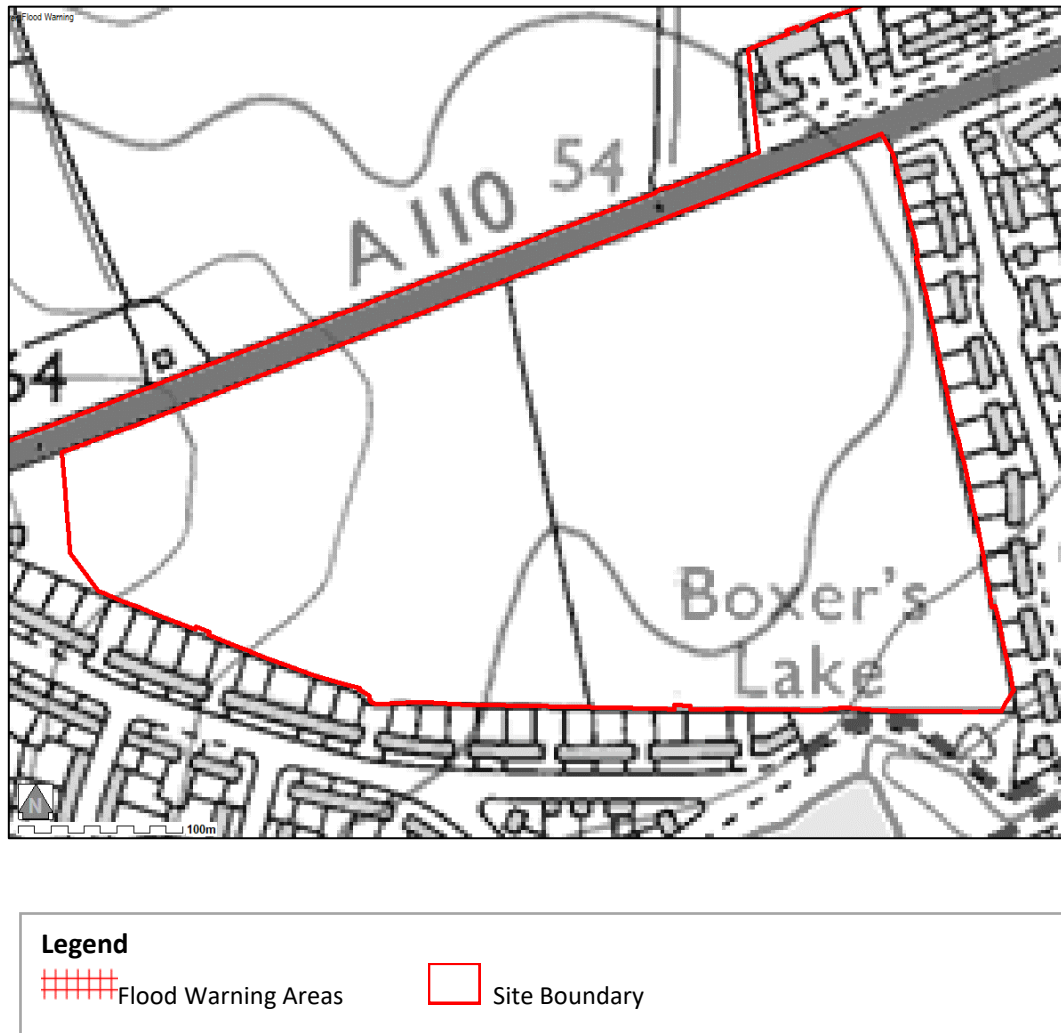 Flood Warning
A110
54
54
Boxer's
Lake
N
100m
Legend
Flood Warning Areas
Site Boundary